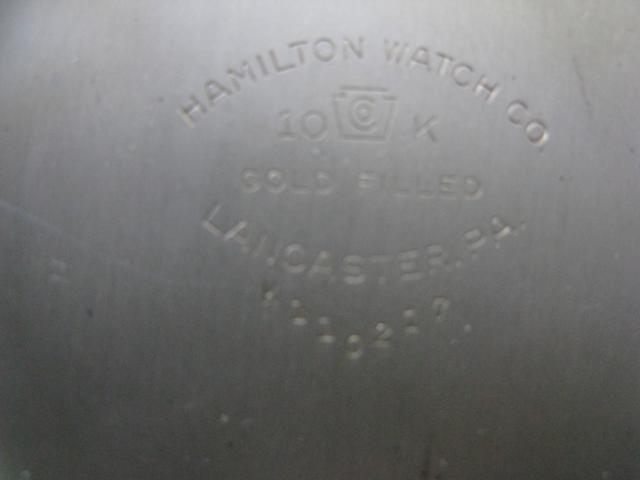 HAMILTON WATCH CO.
10 K
GOLD FILLED
LANCASTER, PA.